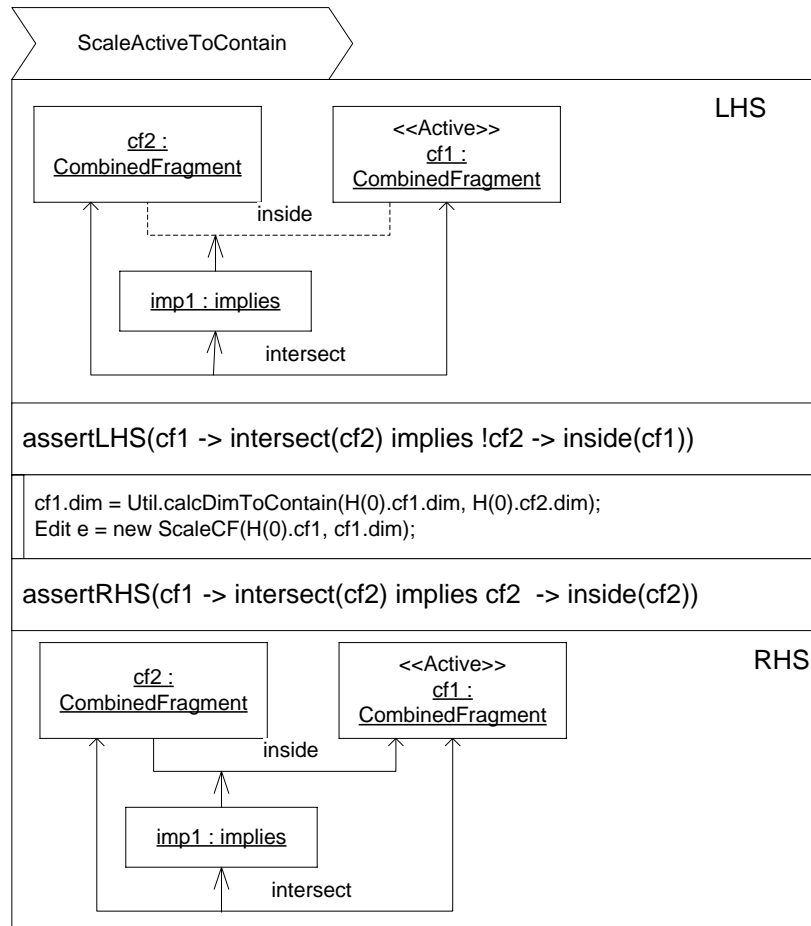 ScaleActiveToContain
LHS
cf2 :
CombinedFragment
<<Active>>
cf1 :
CombinedFragment
inside
imp1 : implies
intersect
assertLHS(cf1 -> intersect(cf2) implies !cf2 -> inside(cf1))
cf1.dim = Util.calcDimToContain(H(0).cf1.dim, H(0).cf2.dim);
Edit e = new ScaleCF(H(0).cf1, cf1.dim);
assertRHS(cf1 -> intersect(cf2) implies cf2 -> inside(cf2))
RHS
cf2 :
CombinedFragment
<<Active>>
cf1 :
CombinedFragment
inside
imp1 : implies
intersect